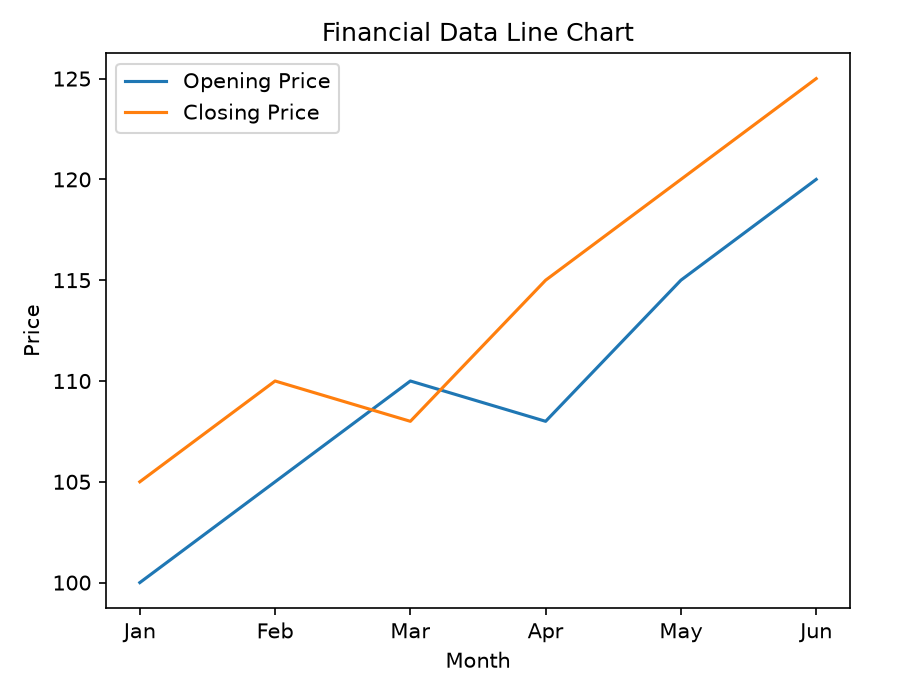 Financial Data Line Chart
Opening Price
Closing Price
125
120
115
110
105
100
Price
Jan Feb Mar Apr May Jun
Month